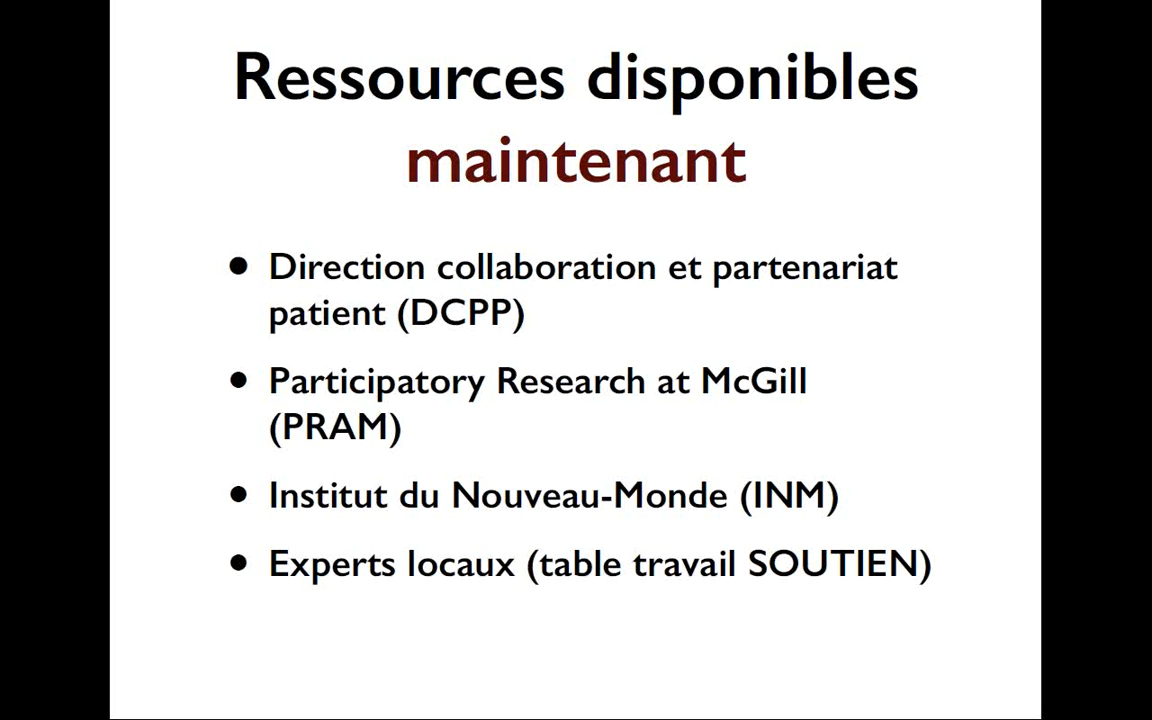 Ressources disponibles
maintenant
• Direction collaboration et partenariat
patient (DCPP)
• Participatory Research at McGill
(PRAM)
• Institut du Nouveau-Monde (INM)
• Experts locaux (table travail SOUTIEN)